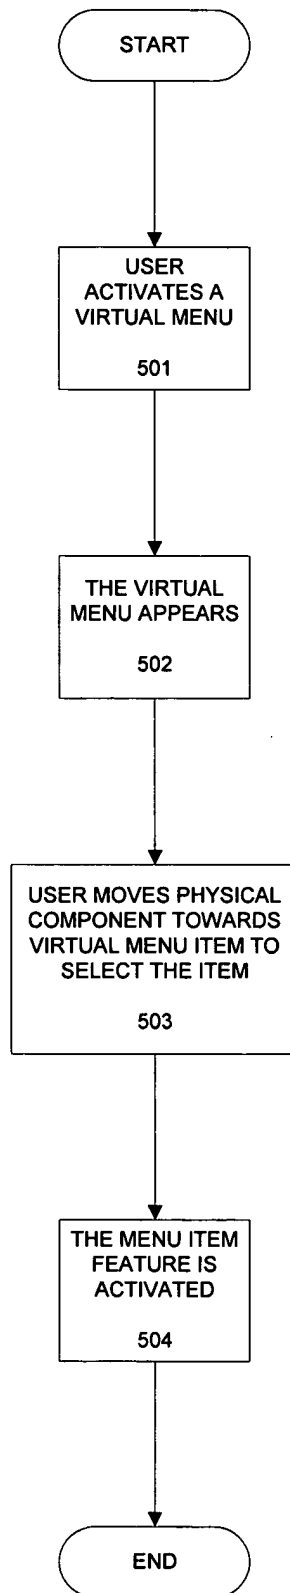 START
USER
ACTIVATES A
VIRTUAL MENU
501
THE VIRTUAL
MENU APPEARS
502
USER MOVES PHYSICAL
COMPONENT TOWARDS
VIRTUAL MENU ITEM TO
SELECT THE ITEM
503
THE MENU ITEM
FEATURE IS
ACTIVATED
504
END